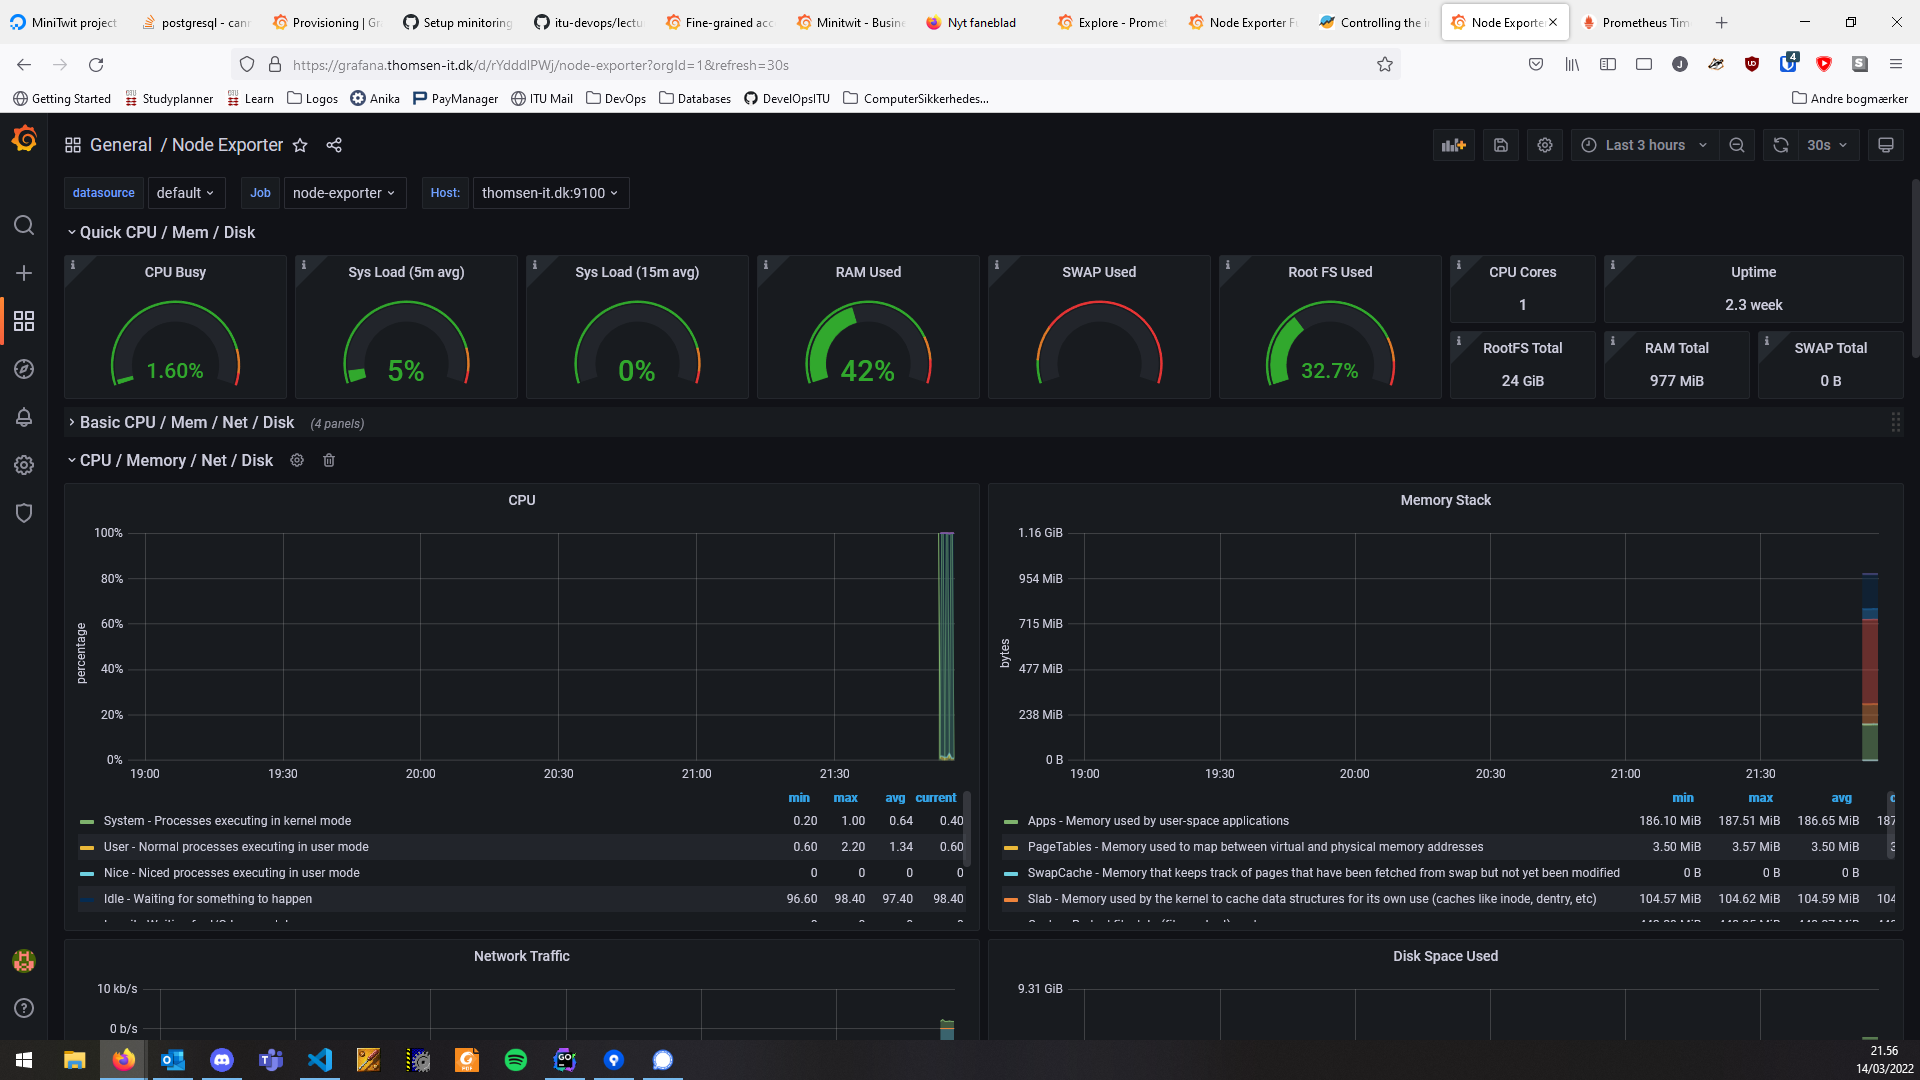 MiniTwit project
postgresql - cann
Provisioning | Gr
Setup minitoring
itu-devops/lectu
Fine-grained acc
Minitwit - Busine
Nyt faneblad
Explore - Promet
Node Exporter F
Controlling the i
Node Exporte
Prometheus Tim
https://grafana.thomsen-it.dk/d/rYdddlPWj/node-exporter?orgId=1&refresh=30s
4
Getting Started
Studyplanner
Learn
Logos
Anika
PayManager
ITU Mail
DevOps
Databases
DevelOpsITU
ComputerSikkerhedes...
Andre bogmærker
General / Node Exporter
Last 3 hours
30s
datasource
default
Job
node-exporter
Host:
thomsen-it.dk:9100
Quick CPU / Mem / Disk
CPU Busy
1.60%
Sys Load (5m avg)
5%
Sys Load (15m avg)
0%
RAM Used
42%
SWAP Used
Root FS Used
32.7%
CPU Cores
1
Uptime
2.3 week
RootFS Total
24 GiB
RAM Total
977 MiB
SWAP Total
0 B
Basic CPU / Mem / Net / Disk (4 panels)
CPU / Memory / Net / Disk
CPU
percentage
100%
80%
60%
40%
20%
0%
19:00 19:30 20:00 20:30 21:00 21:30
min max avg current
System - Processes executing in kernel mode 0.20 1.00 0.64 0.40
User - Normal processes executing in user mode 0.60 2.20 1.34 0.60
Nice - Niced processes executing in user mode 0 0 0 0
Idle - Waiting for something to happen 96.60 98.40 97.40 98.40
Memory Stack
bytes
1.16 GiB
954 MiB
715 MiB
477 MiB
238 MiB
0 B
19:00 19:30 20:00 20:30 21:00 21:30
min max avg c
Apps - Memory used by user-space applications 186.10 MiB 187.51 MiB 186.65 MiB 187
PageTables - Memory used to map between virtual and physical memory addresses 3.50 MiB 3.57 MiB 3.50 MiB 3
SwapCache - Memory that keeps track of pages that have been fetched from swap but not yet been modified 0 B 0 B 0 B
Slab - Memory used by the kernel to cache data structures for its own use (caches like inode, dentry, etc) 104.57 MiB 104.62 MiB 104.59 MiB 104
Network Traffic
10 kb/s
0 b/s
Disk Space Used
9.31 GiB
21.56
14/03/2022